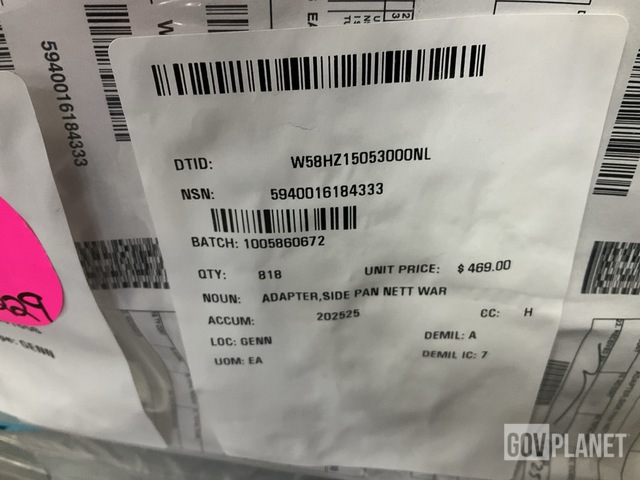 5940016184333
DTID: W58HZ15053000NL
NSN: 5940016184333
BATCH: 1005860672
QTY: 818 UNIT PRICE: $ 469.00
NOUN: ADAPTER,SIDE PAN NETT WAR
ACCUM: 202525 CC: H
LOC: GENN DEMIL: A
UOM: EA DEMIL IC: 7
GENN
GOVPLANET